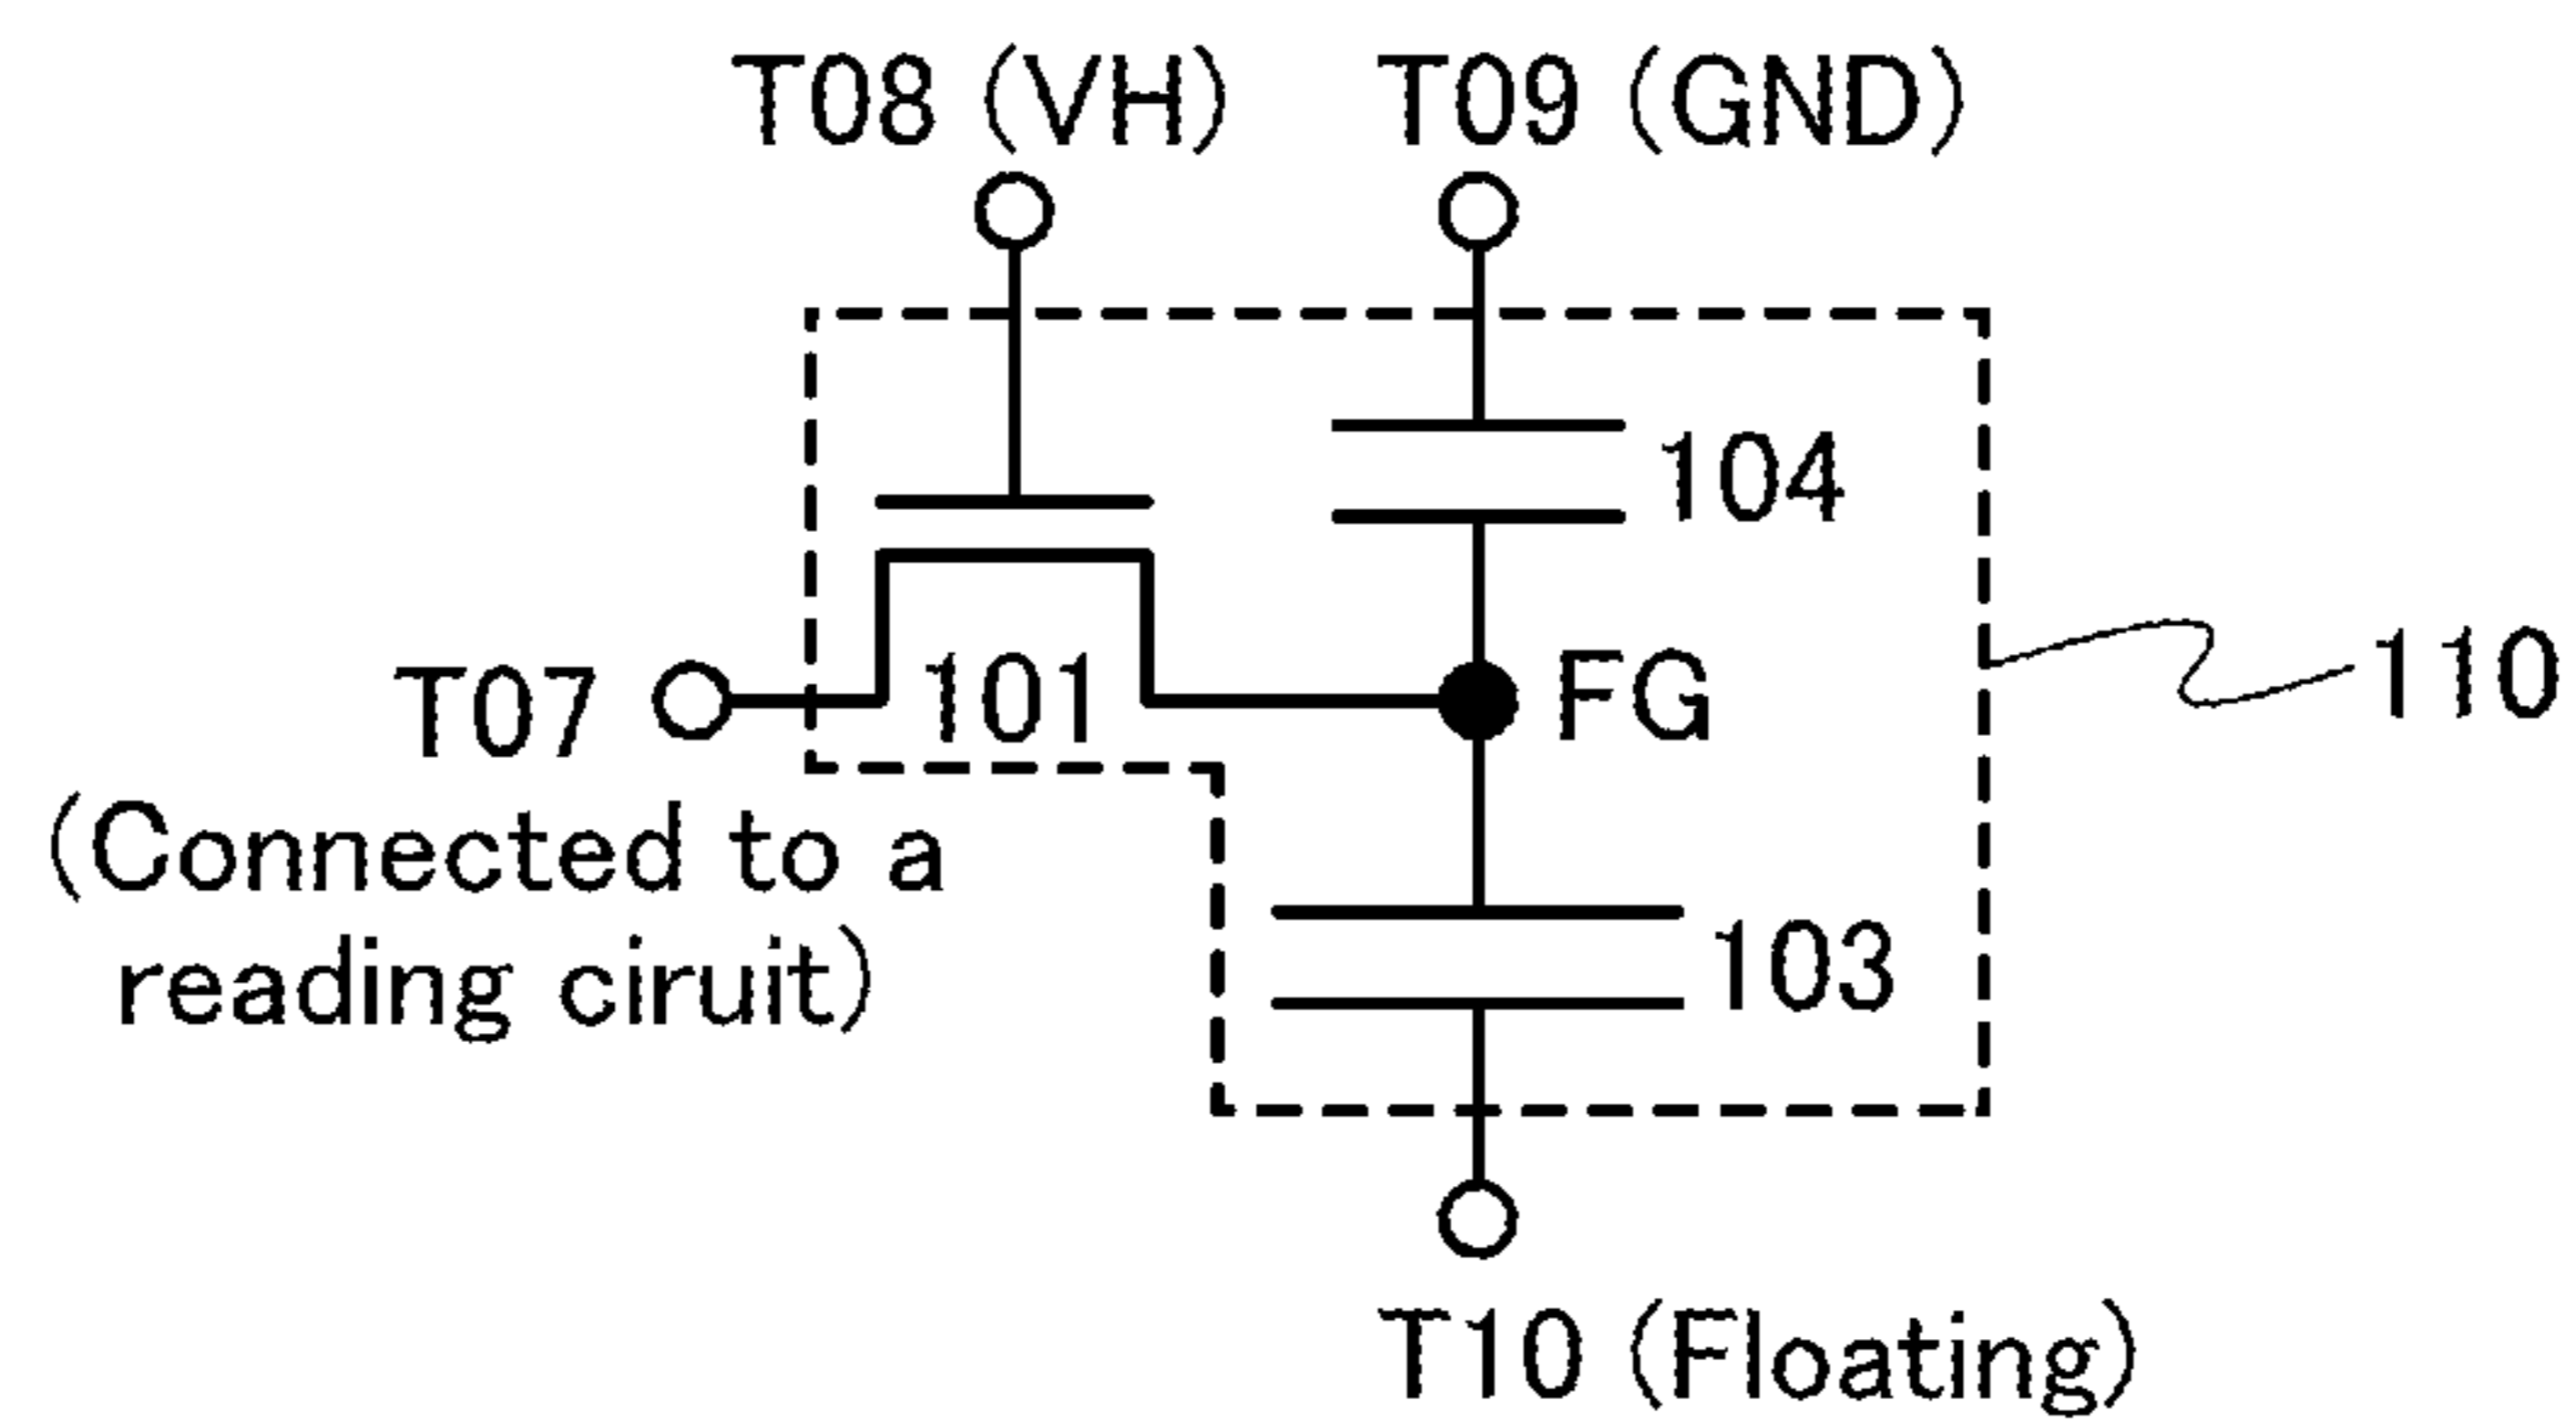 T08 (VH) T09 (GND)
104
T07
101
FG
110
(Connected to a
reading ciruit)
103
T10 (Floating)